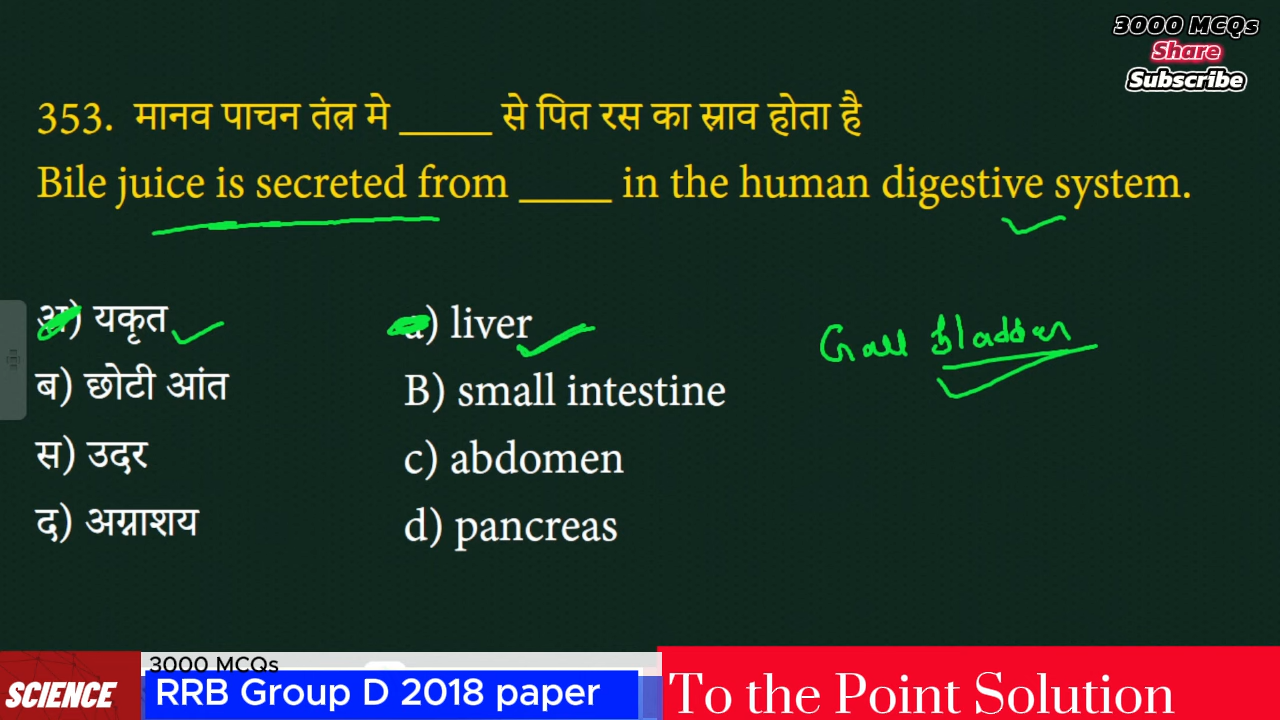 3000 MCQs
Share
Subscribe
353. मानव पाचन तंत्र मे ____ से पित रस का स्राव होता है
Bile juice is secreted from ____ in the human digestive system.
अ) यकृत
a) liver
Gall bladder
ब) छोटी आंत
B) small intestine
स) उदर
c) abdomen
द) अग्नाशय
d) pancreas
3000 MCQs
SCIENCE
RRB Group D 2018 paper
To the Point Solution